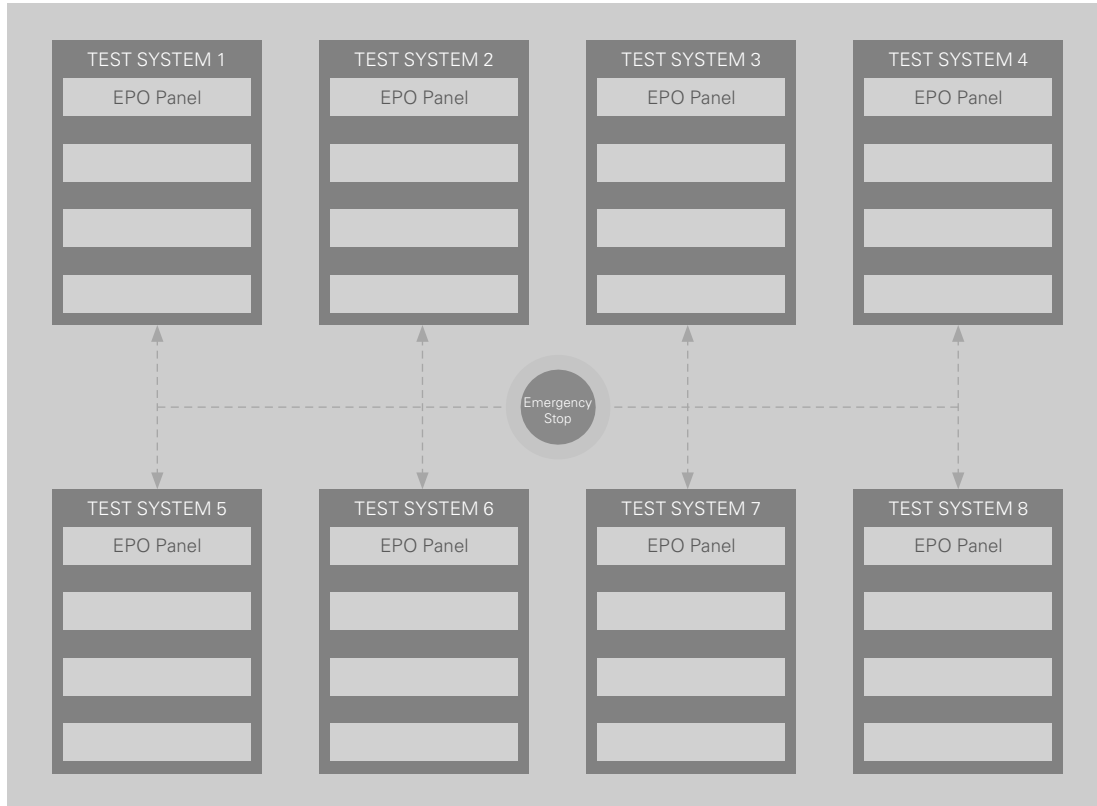 TEST SYSTEM 1
EPO Panel
TEST SYSTEM 2
EPO Panel
TEST SYSTEM 3
EPO Panel
TEST SYSTEM 4
EPO Panel
Emergency
Stop
TEST SYSTEM 5
EPO Panel
TEST SYSTEM 6
EPO Panel
TEST SYSTEM 7
EPO Panel
TEST SYSTEM 8
EPO Panel